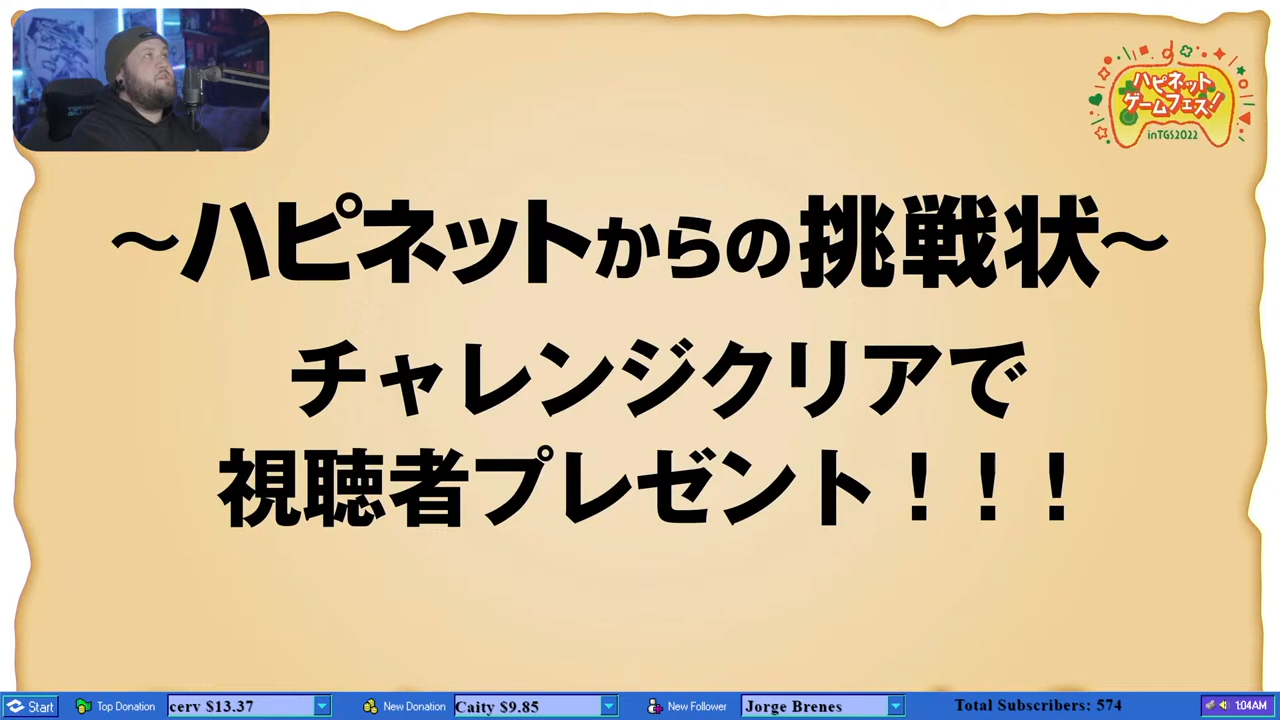 ハピネット
ゲームフェス!
inTGS2022
～ハピネットからの挑戦状～
チャレンジクリアで
視聴者プレゼント！！！
Start
Top Donation
cerv $13.37
New Donation
Caity $9.85
New Follower
Jorge Brenes
Total Subscribers: 574
1:04AM